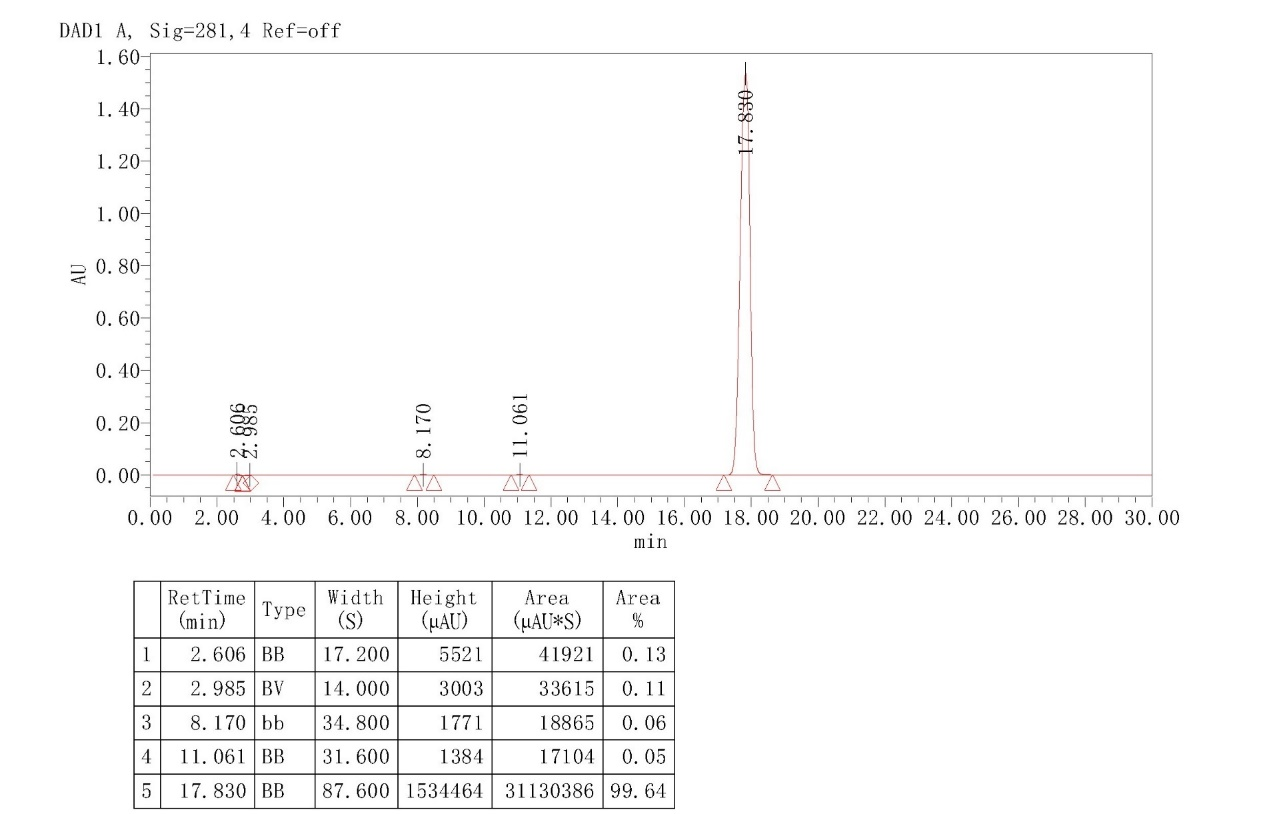 DAD1 A, Sig=281,4 Ref=off
1.60
1.40
1.20
1.00
0.80
0.60
0.40
0.20
0.00
AU
2.606
2.985
8.170
11.061
17.830
0.00 2.00 4.00 6.00 8.00 10.00 12.00 14.00 16.00 18.00 20.00 22.00 24.00 26.00 28.00 30.00
min
RetTime (min) Type Width (S) Height (μAU) Area (μAU*S) Area %
1 2.606 BB 17.200 5521 41921 0.13
2 2.985 BV 14.000 3003 33615 0.11
3 8.170 bb 34.800 1771 18865 0.06
4 11.061 BB 31.600 1384 17104 0.05
5 17.830 BB 87.600 1534464 31130386 99.64